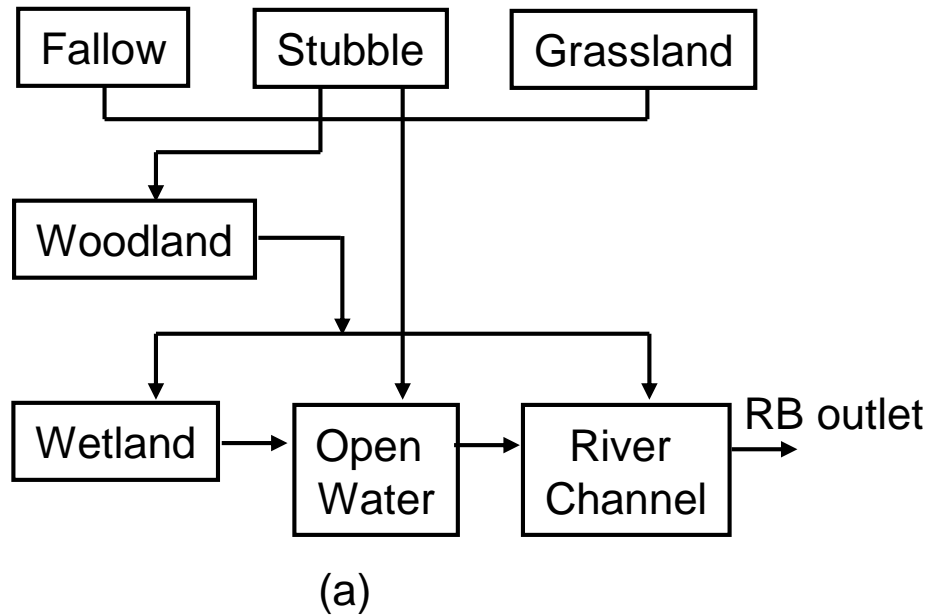 Fallow
Stubble
Grassland
Woodland
Wetland
Open
Water
River
Channel
RB outlet
(a)